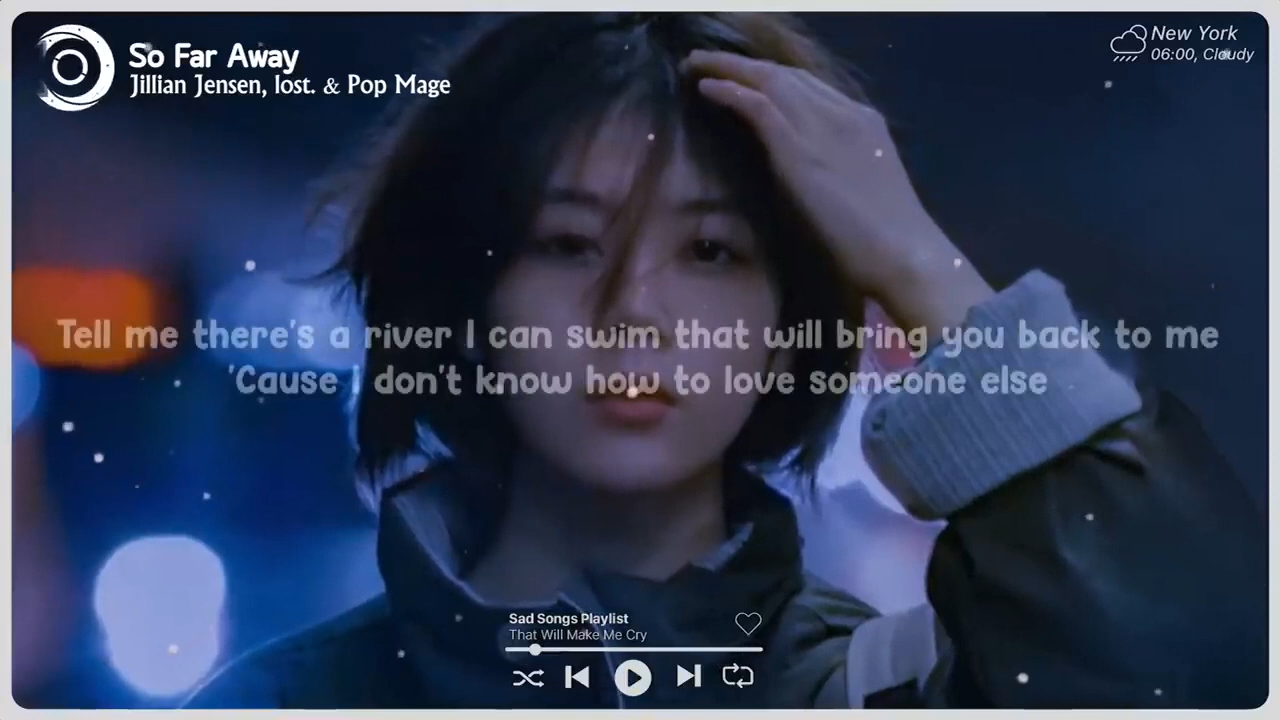 So Far Away
Jillian Jensen, lost. & Pop Mage
New York
06:00, Cloudy
Tell me there's a river I can swim that will bring you back to me
'Cause I don't know how to love someone else
Sad Songs Playlist
That Will Make Me Cry